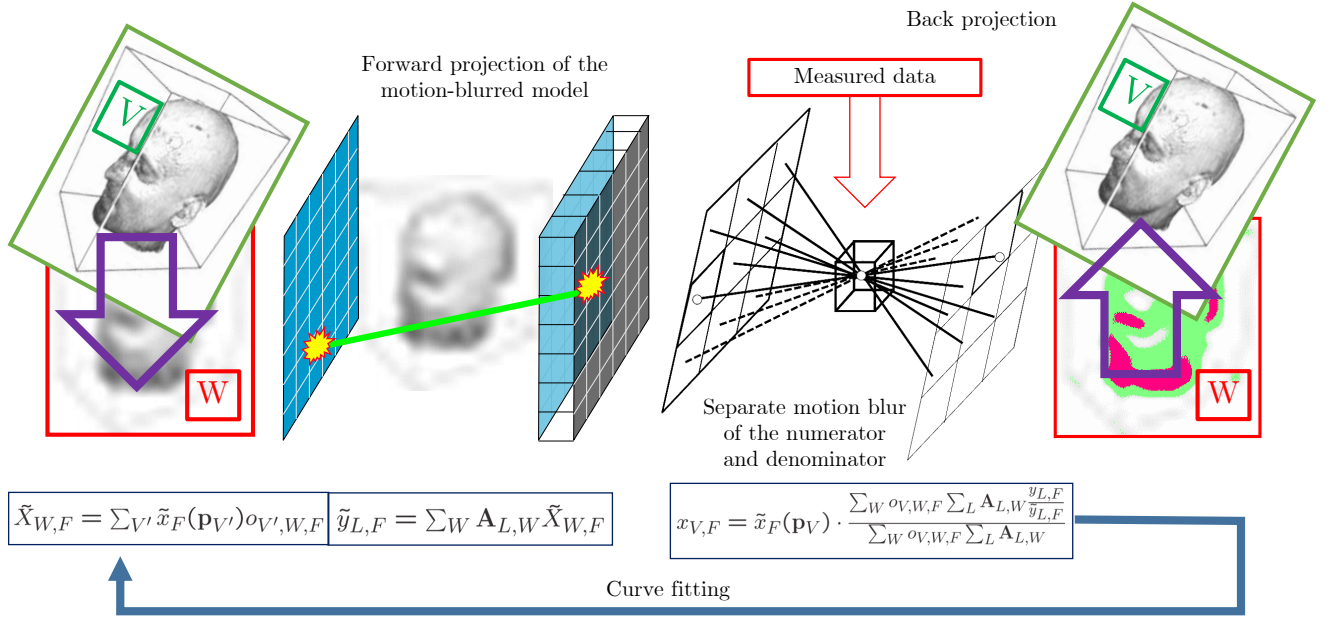 Back projection
Forward projection of the
motion-blurred model
Measured data
V
V
W
W
Separate motion blur
of the numerator
and denominator
X̃_{W,F} = ∑_{V′} x̃_F(p_{V′})o_{V′,W,F}
ỹ_{L,F} = ∑_W A_{L,W}X̃_{W,F}
x_{V,F} = x̃_F(p_V) · \frac{∑_W o_{V,W,F} ∑_L A_{L,W} \frac{y_{L,F}}{ỹ_{L,F}}}{∑_W o_{V,W,F} ∑_L A_{L,W}}
Curve fitting